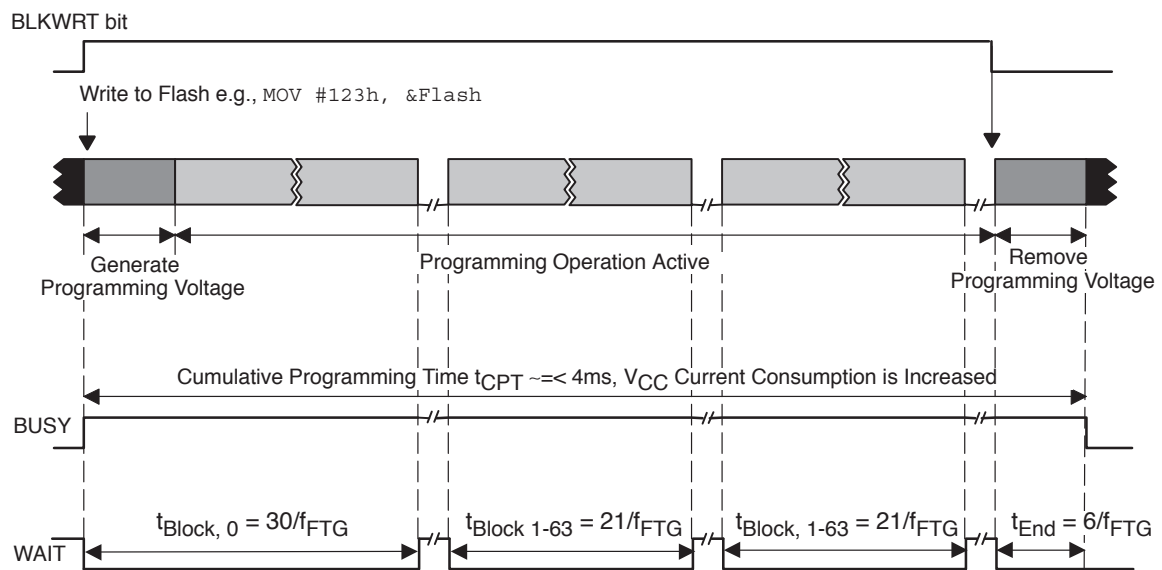 BLKWRT bit
Write to Flash e.g., MOV #123h, &Flash
Generate
Programming Voltage
Programming Operation Active
Remove
Programming Voltage
Cumulative Programming Time tCPT ~=< 4ms, VCC Current Consumption is Increased
BUSY
tBlock, 0 = 30/fFTG
tBlock 1-63 = 21/fFTG
tBlock, 1-63 = 21/fFTG
tEnd = 6/fFTG
WAIT